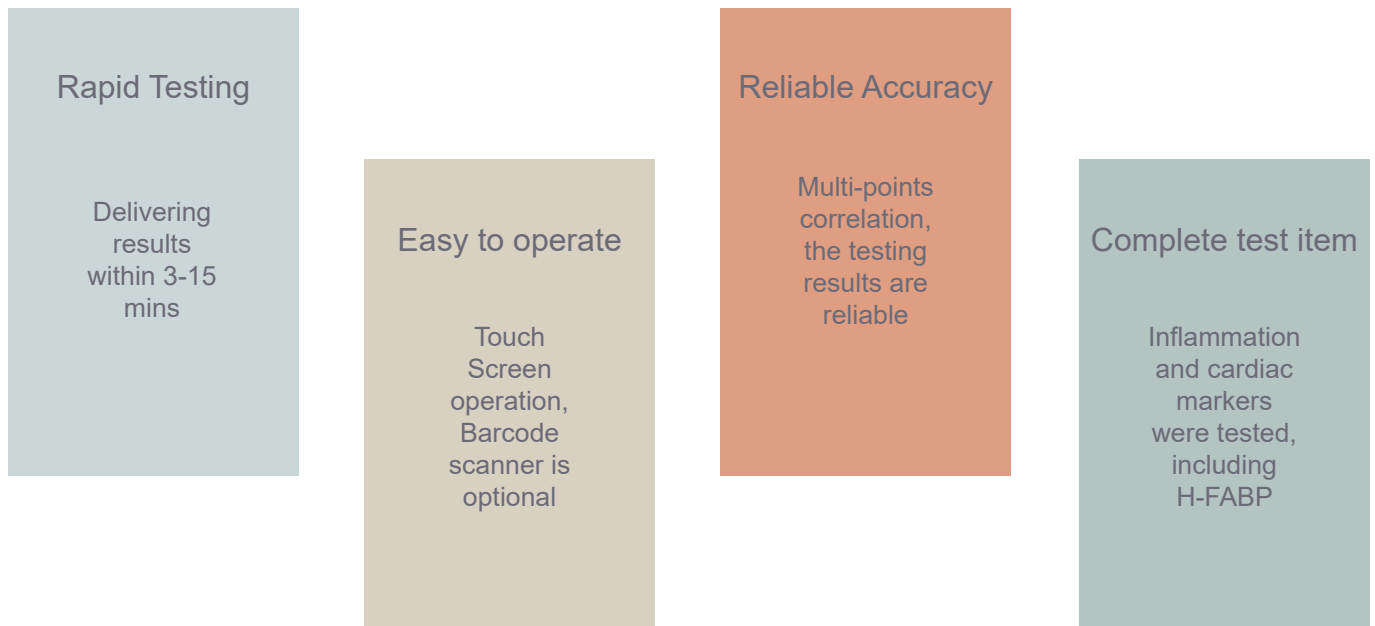 Rapid Testing
Delivering
results
within 3-15
mins
Easy to operate
Touch
Screen
operation,
Barcode
scanner is
optional
Reliable Accuracy
Multi-points
correlation,
the testing
results are
reliable
Complete test item
Inflammation
and cardiac
markers
were tested,
including
H-FABP